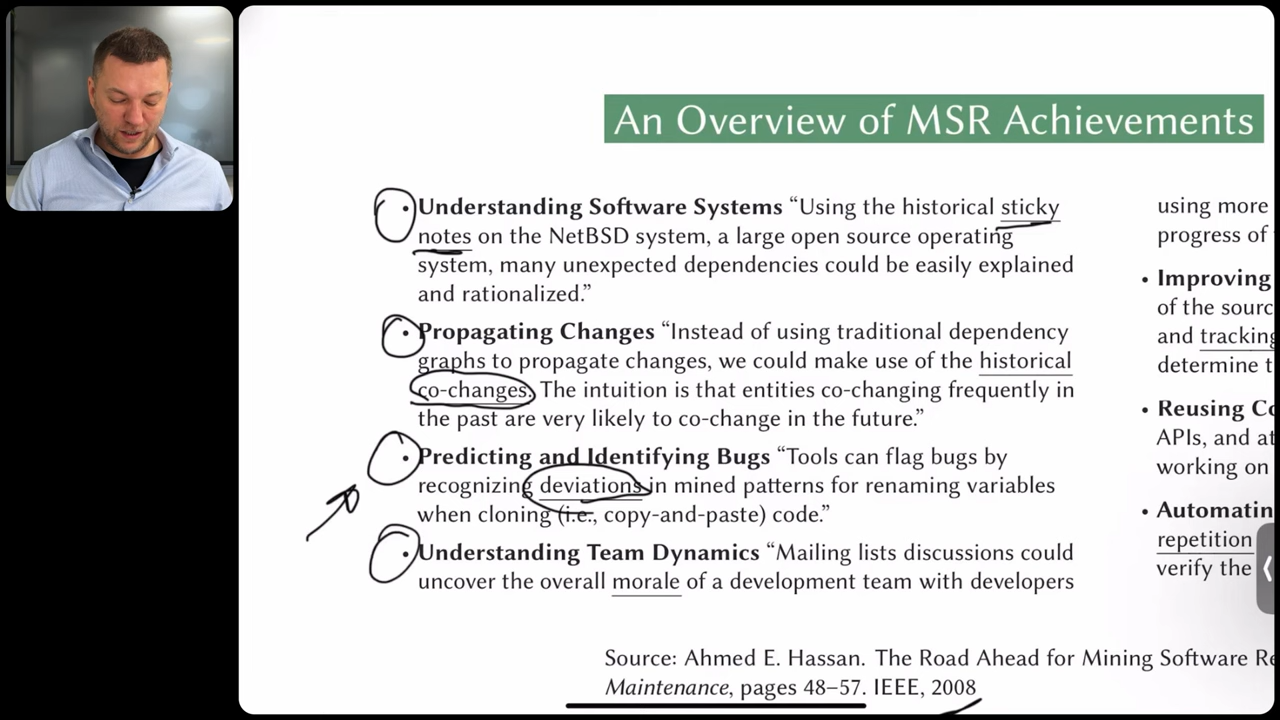 An Overview of MSR Achievements
• Understanding Software Systems “Using the historical sticky
notes on the NetBSD system, a large open source operating
system, many unexpected dependencies could be easily explained
and rationalized.”
• Propagating Changes “Instead of using traditional dependency
graphs to propagate changes, we could make use of the historical
co-changes. The intuition is that entities co-changing frequently in
the past are very likely to co-change in the future.”
• Predicting and Identifying Bugs “Tools can flag bugs by
recognizing deviations in mined patterns for renaming variables
when cloning (i.e., copy-and-paste) code.”
• Understanding Team Dynamics “Mailing lists discussions could
uncover the overall morale of a development team with developers
using more
progress of
• Improving
of the sourc
and tracking
determine t
• Reusing Co
APIs, and at
working on
• Automatin
repetition
verify the
Source: Ahmed E. Hassan. The Road Ahead for Mining Software Re
Maintenance, pages 48–57. IEEE, 2008